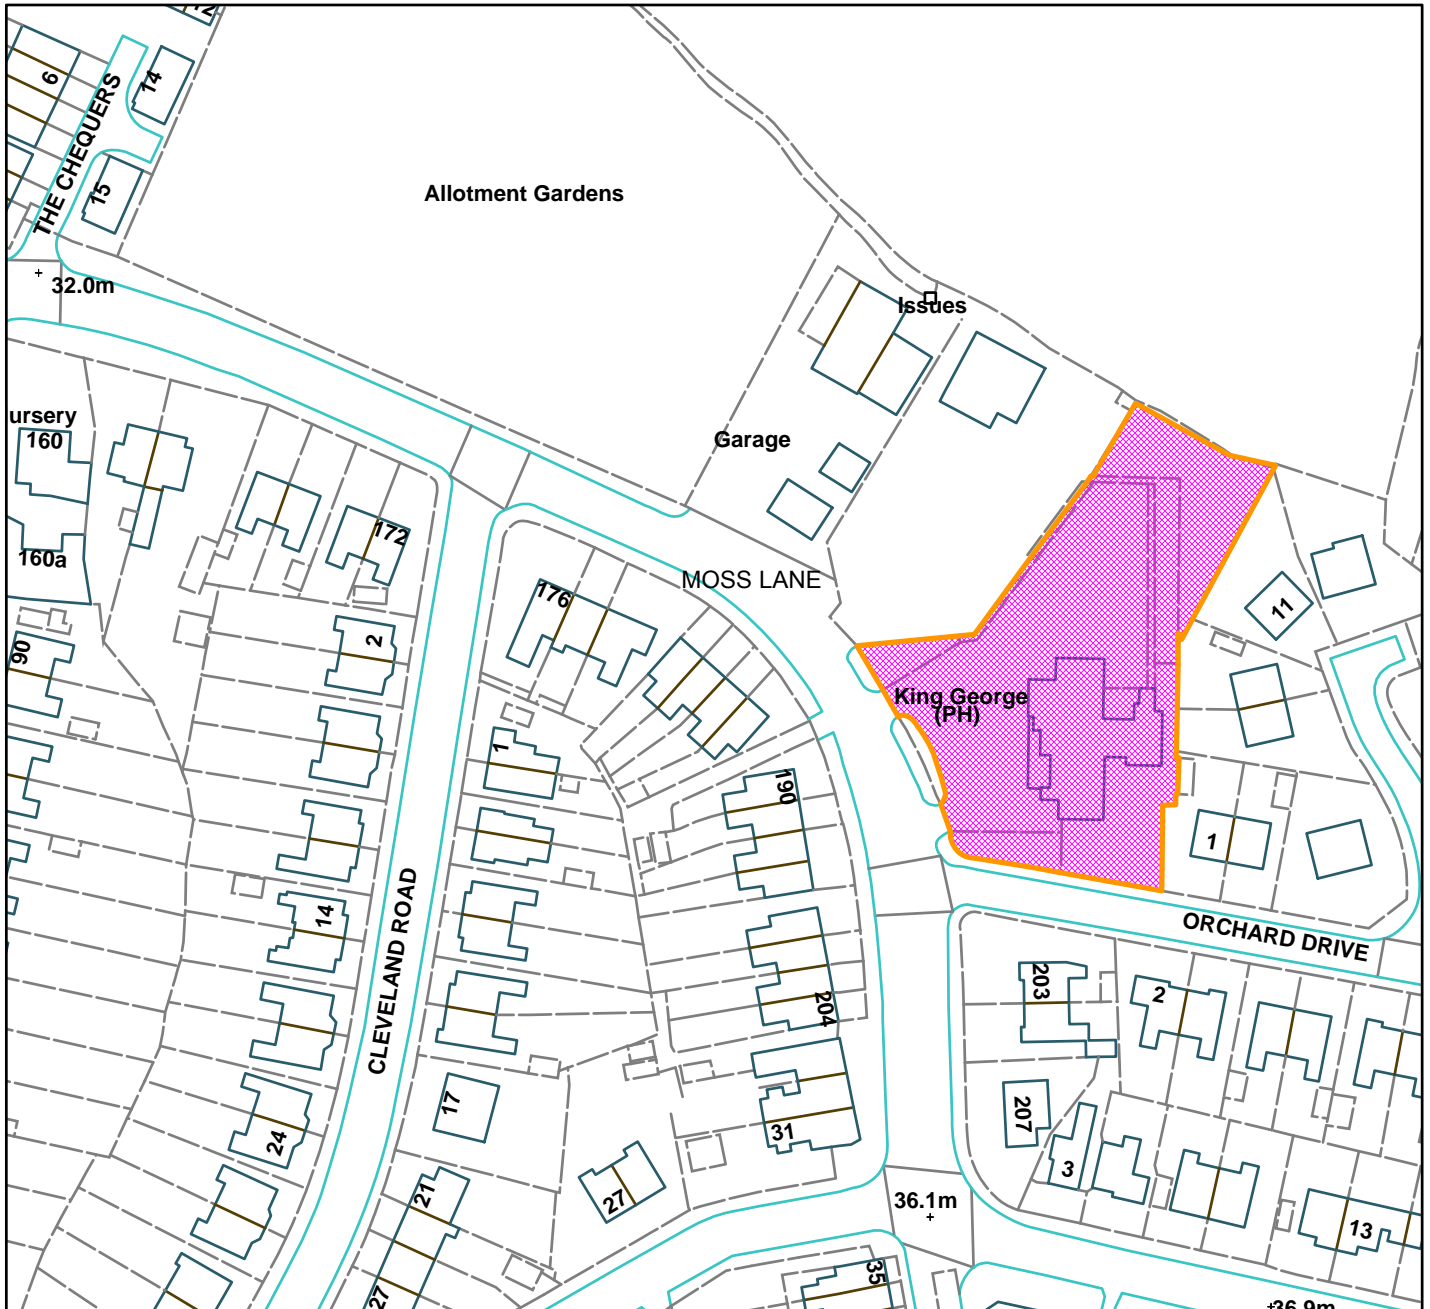 6
14
THE CHEQUERS
15
Allotment Gardens
32.0m
Issues
ursery
160
Garage
160a
172
MOSS LANE
176
11
2
90
King George
(PH)
1
190
1
14
CLEVELAND ROAD
ORCHARD DRIVE
203
2
204
17
24
207
31
3
21
27
36.1m
13
35
27
36.9m